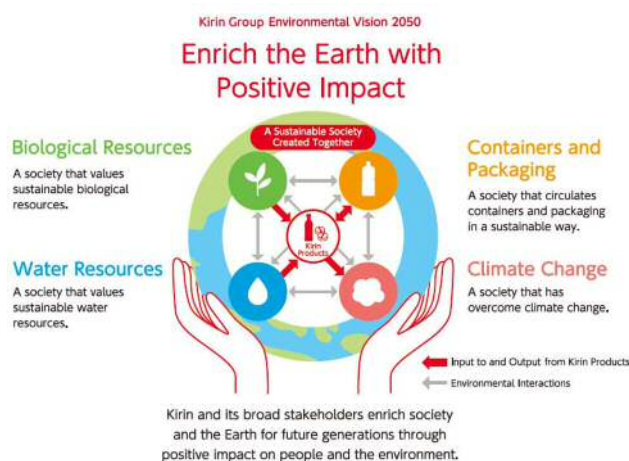 Kirin Group Environmental Vision 2050
Enrich the Earth with
Positive Impact
A Sustainable Society
Created Together
Biological Resources
A society that values
sustainable biological
resources.
Containers and
Packaging
A society that circulates
containers and packaging
in a sustainable way.
Kirin
Products
Water Resources
A society that values
sustainable water
resources.
Climate Change
A society that has
overcome climate change.
Input to and Output from Kirin Products
Environmental Interactions
Kirin and its broad stakeholders enrich society
and the Earth for future generations through
positive impact on people and the environment.